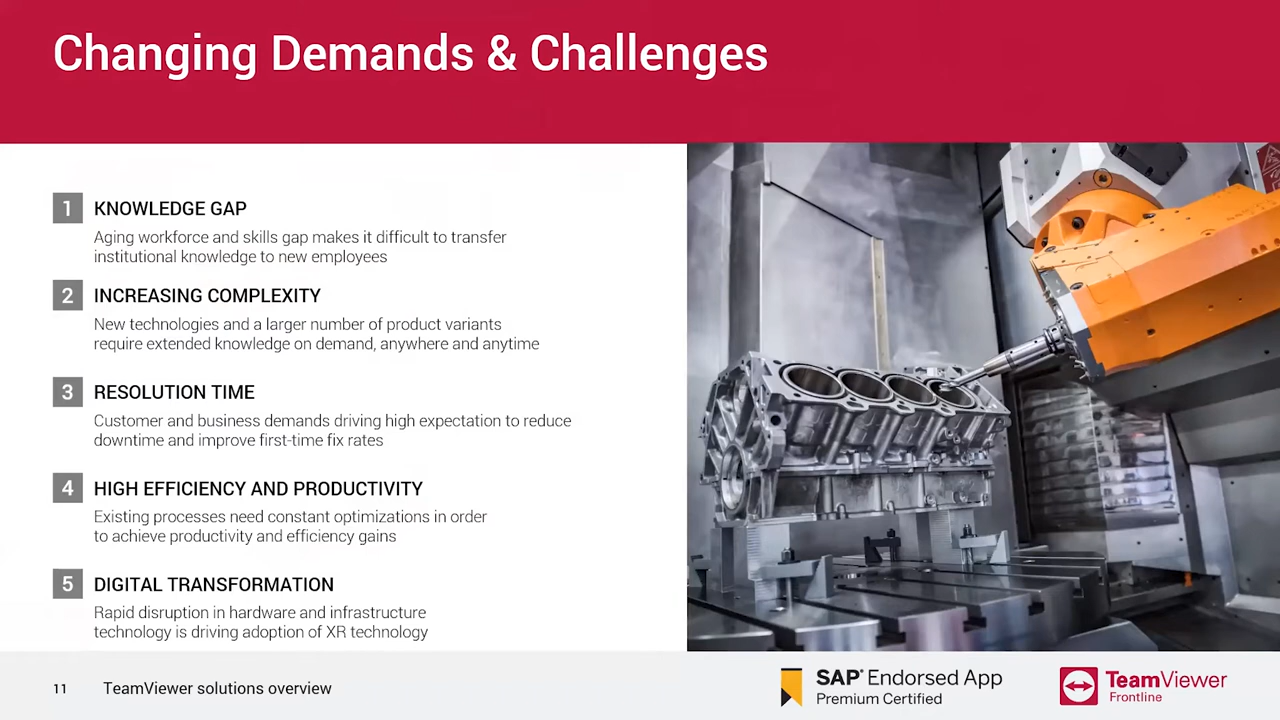 Changing Demands & Challenges
1 KNOWLEDGE GAP
Aging workforce and skills gap makes it difficult to transfer
institutional knowledge to new employees
2 INCREASING COMPLEXITY
New technologies and a larger number of product variants
require extended knowledge on demand, anywhere and anytime
3 RESOLUTION TIME
Customer and business demands driving high expectation to reduce
downtime and improve first-time fix rates
4 HIGH EFFICIENCY AND PRODUCTIVITY
Existing processes need constant optimizations in order
to achieve productivity and efficiency gains
5 DIGITAL TRANSFORMATION
Rapid disruption in hardware and infrastructure
technology is driving adoption of XR technology
11 TeamViewer solutions overview
SAP® Endorsed App
Premium Certified
TeamViewer
Frontline